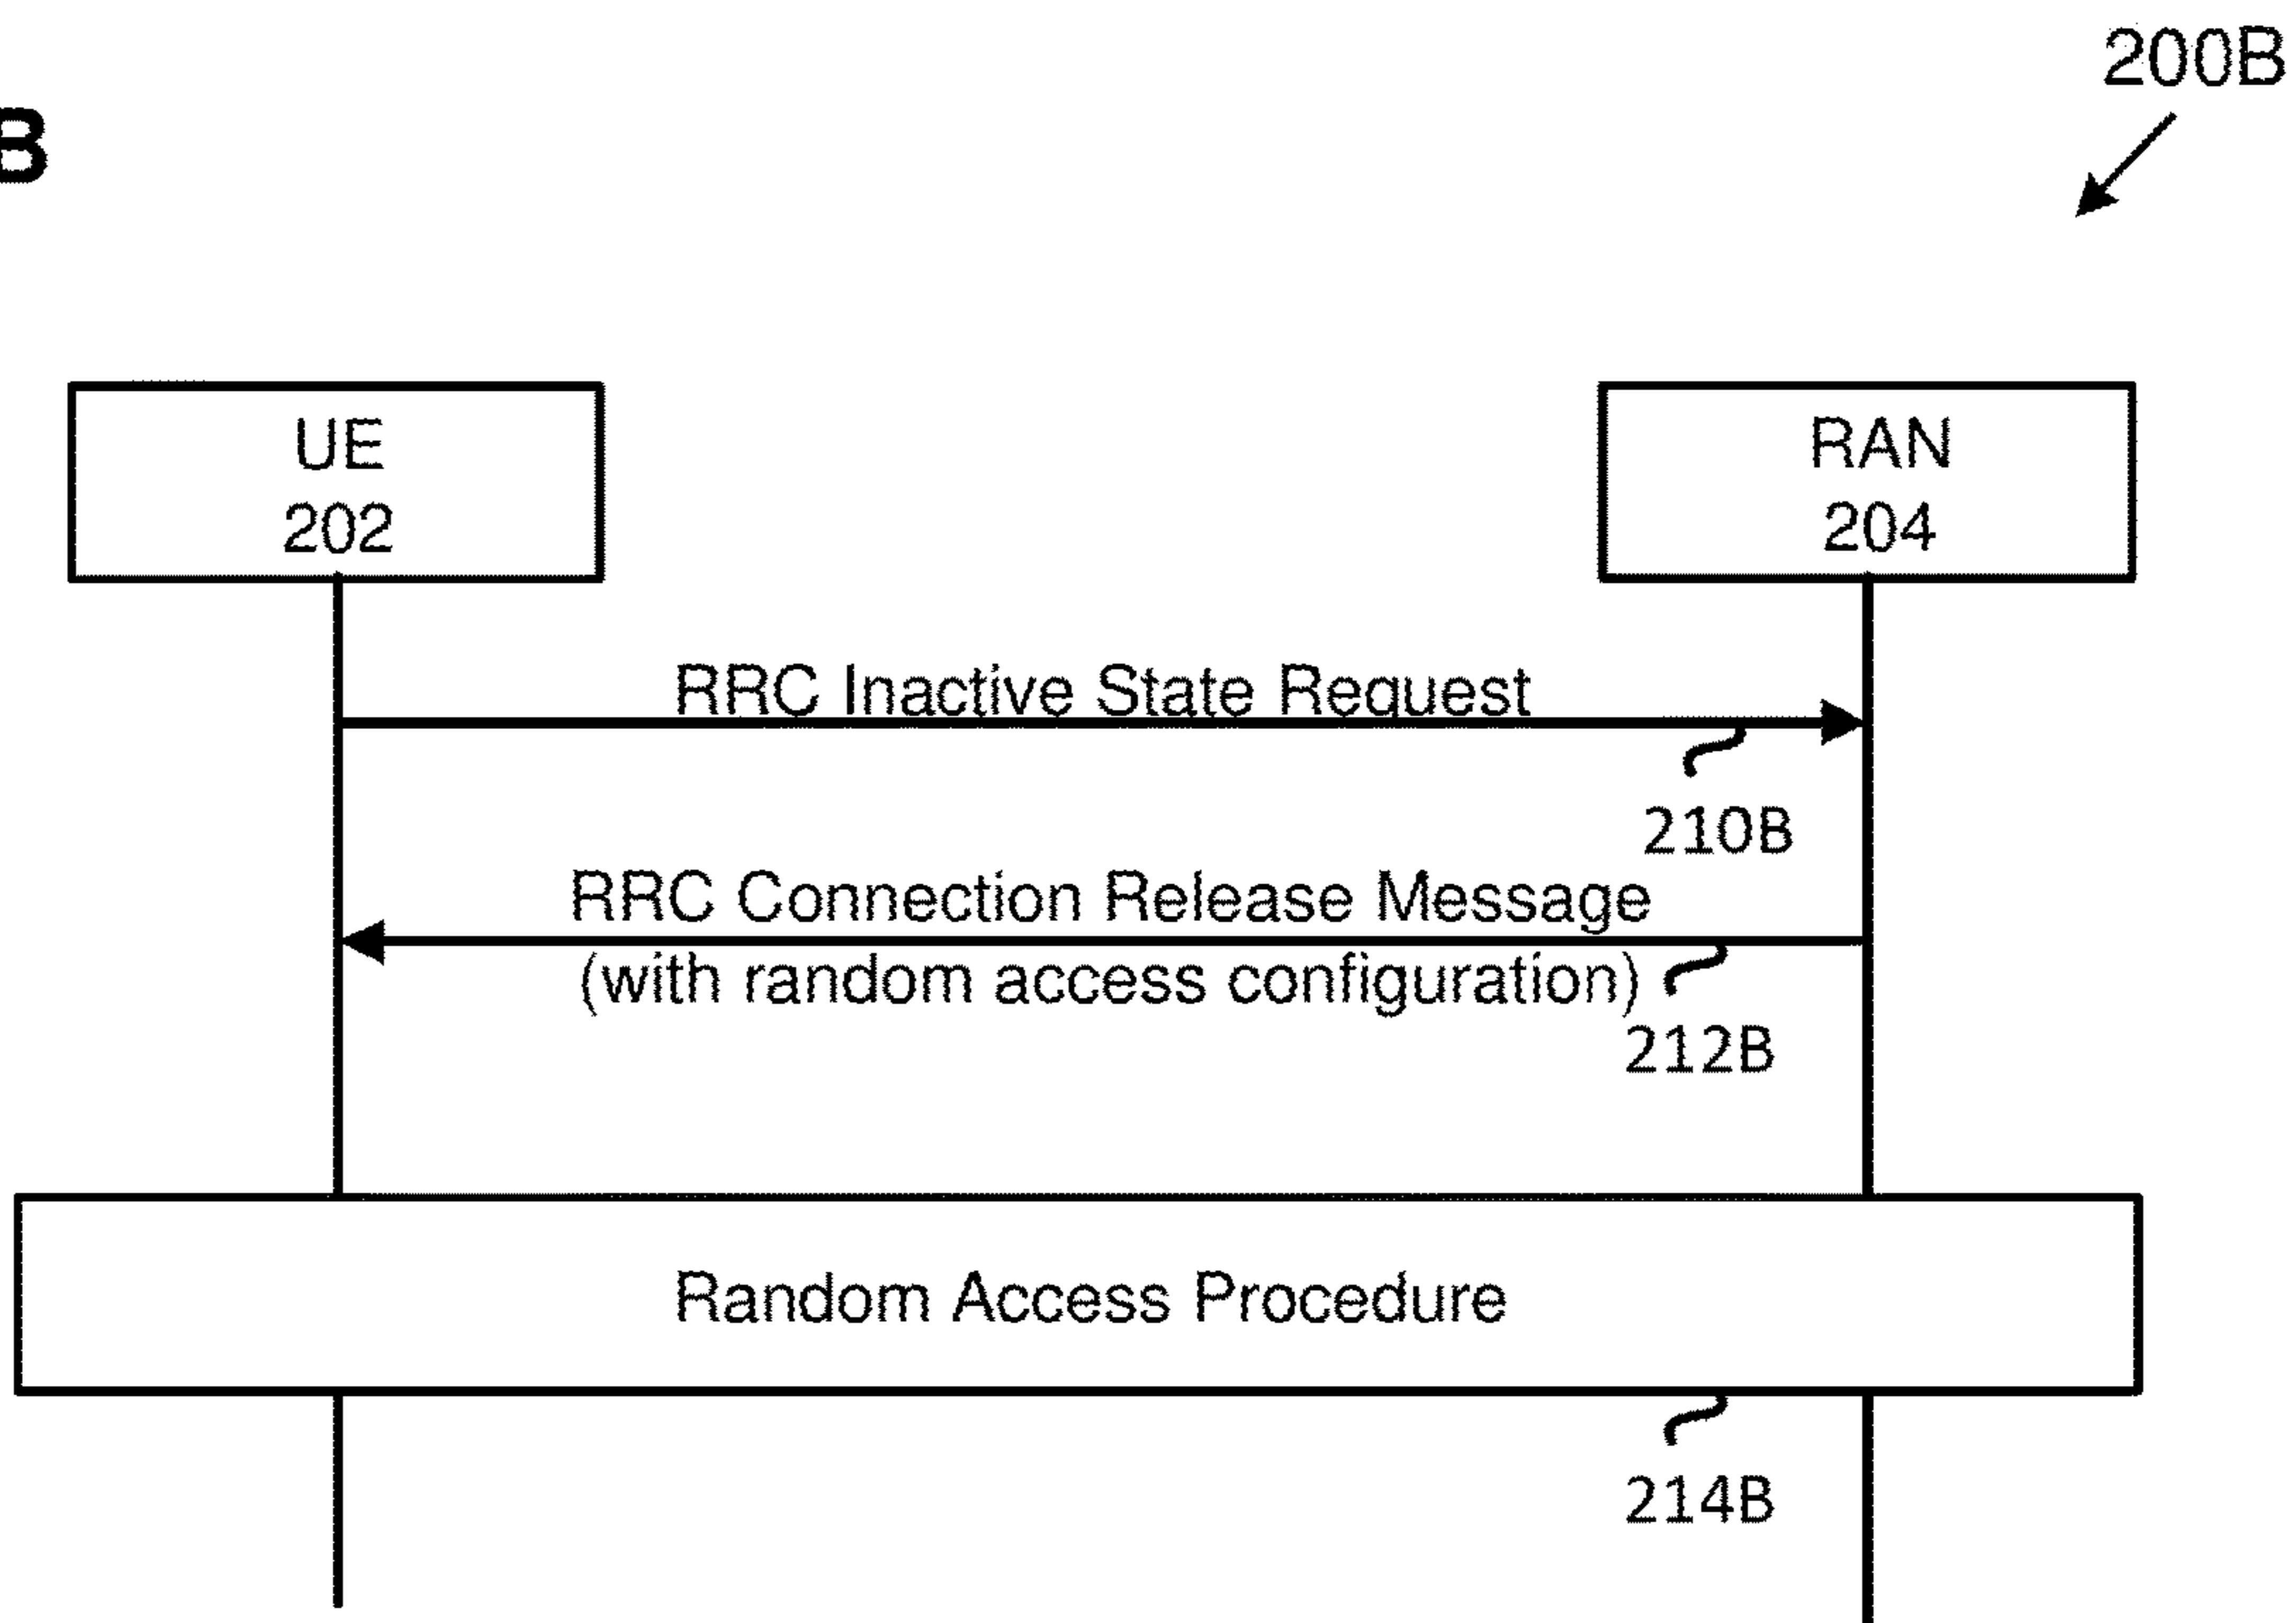 200B
B
UE
202
RAN
204
RRC Inactive State Request
210B
RRC Connection Release Message
(with random access configuration)
212B
Random Access Procedure
214B